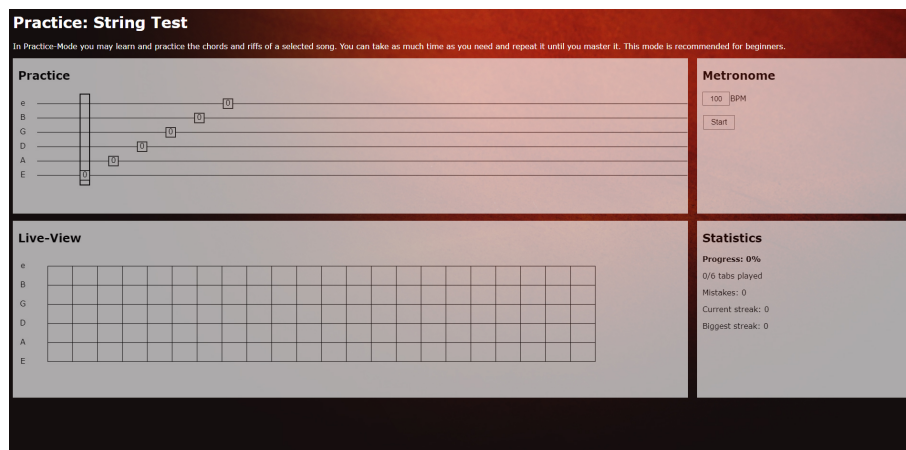 Practice: String Test
In Practice-Mode you may learn and practice the chords and riffs of a selected song. You can take as much time as you need and repeat it until you master it. This mode is recommended for beginners.
Practice
e 0
B 0
G 0
D 0
A 0
E 0
Metronome
100 BPM
Start
Live-View
e
B
G
D
A
E
Statistics
Progress: 0%
0/6 tabs played
Mistakes: 0
Current streak: 0
Biggest streak: 0